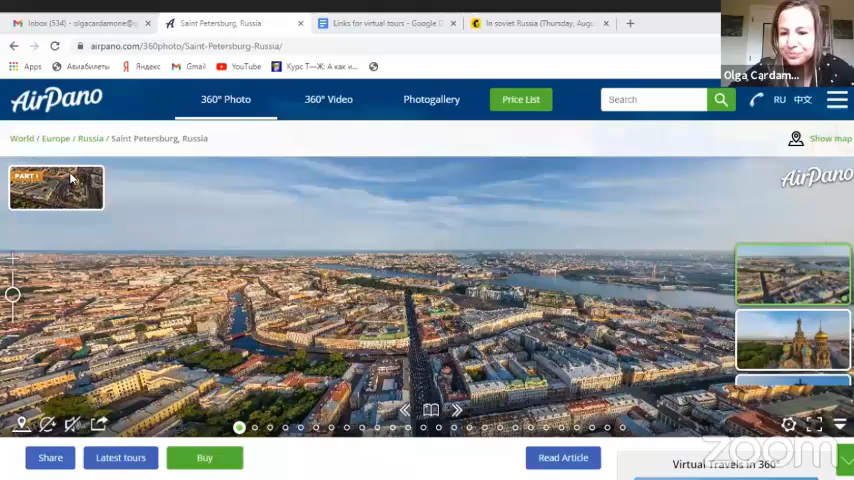 Inbox (534) - olgacardamone@g
Saint Petersburg, Russia
Links for virtual tours - Google D
In soviet Russia (Thursday, Augu
airpano.com/360photo/Saint-Petersburg-Russia/
Apps
Авиабилеты
Яндекс
Gmail
YouTube
Курс Т—Ж: А как и...
Olga Cardam...
AirPano
360° Photo
360° Video
Photogallery
Price List
Search
RU
中文
World / Europe / Russia / Saint Petersburg, Russia
Show map
PART I
AirPano
Share
Latest tours
Buy
Read Article
Virtual Travels in 360°
zoom